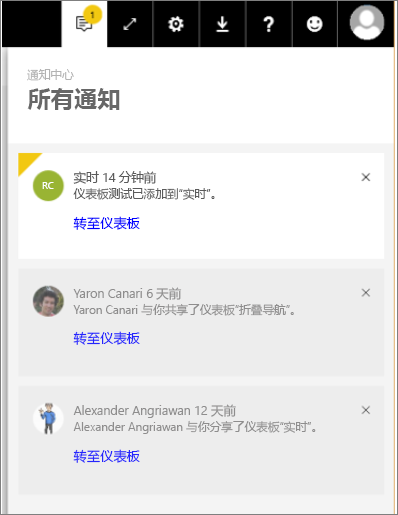 1
?
通知中心
所有通知
RC
实时 14 分钟前
仪表板测试已添加到“实时”。
转至仪表板
Yaron Canari 6 天前
Yaron Canari 与你共享了仪表板“折叠导航”。
转至仪表板
Alexander Angriawan 12 天前
Alexander Angriawan 与你分享了仪表板“实时”。
转至仪表板